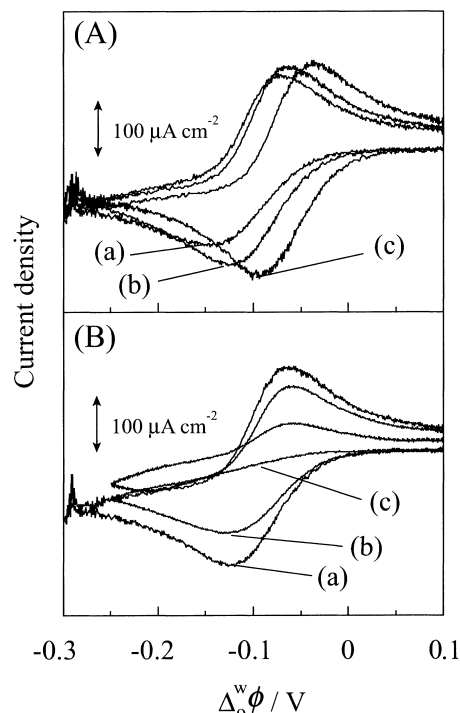 (A)
100 μA cm⁻²
(a)
(b)
(c)
Current density
(B)
100 μA cm⁻²
(c)
(b)
(a)
-0.3 -0.2 -0.1 0 0.1
Δ_o^w ϕ / V